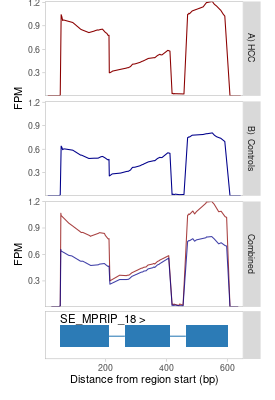 1.2
0.9
0.6
0.3
A) HCC
FPM
1.2
0.9
0.6
0.3
B) Controls
1.2
0.9
0.6
0.3
Combined
FPM
SE_MPRIP_18 >
200 400 600
Distance from region start (bp)